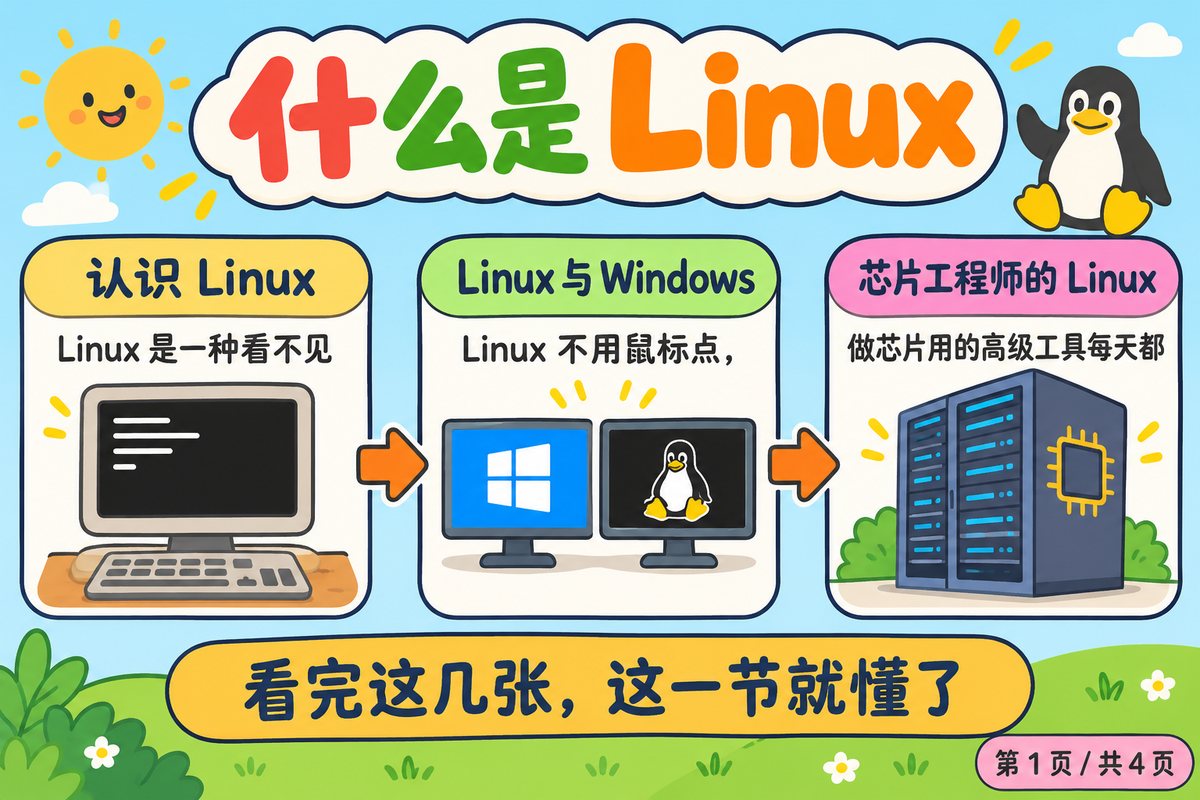 什么是 Linux
认识 Linux
Linux 是一种看不见
Linux 与 Windows
Linux 不用鼠标点，
芯片工程师的 Linux
做芯片用的高级工具每天都
看完这几张，这一节就懂了
第 1 页 / 共 4 页